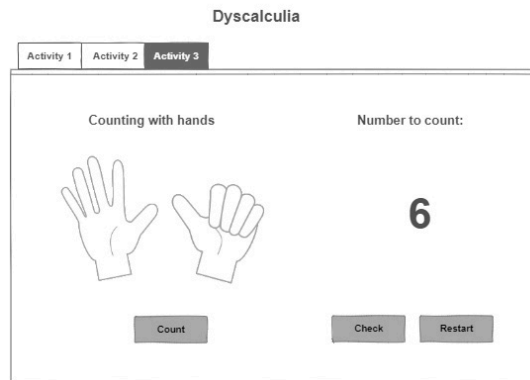 Dyscalculia
Activity 1
Activity 2
Activity 3
Counting with hands
Number to count:
6
Count
Check
Restart